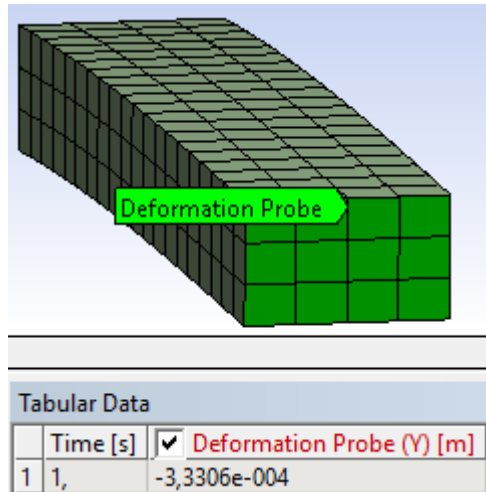 Deformation Probe
Tabular Data
Time [s] Deformation Probe (Y) [m]
1 1, -3,3306e-004